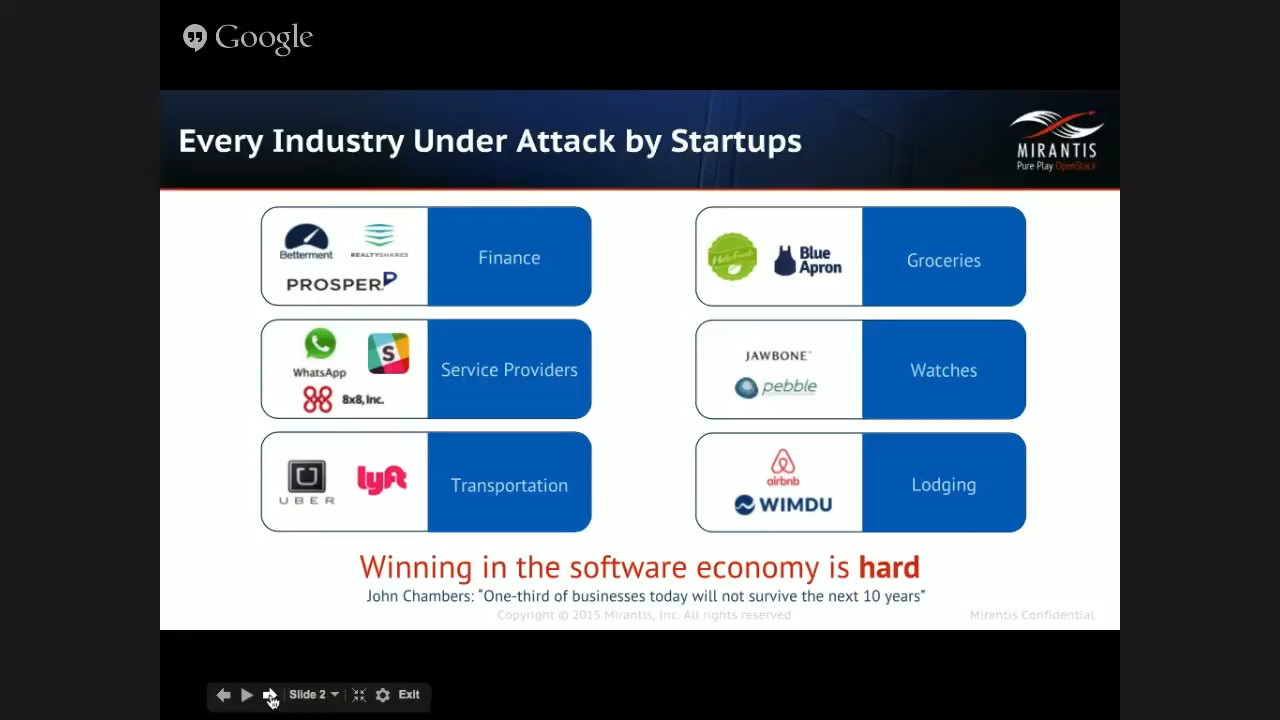 Google
Every Industry Under Attack by Startups
MIRANTIS
Pure Play OpenStack
Betterment
REALTYSHARES
PROSPER
Finance
HelloFresh
Blue
Apron
Groceries
WhatsApp
S
8x8, Inc.
Service Providers
JAWBONE
pebble
Watches
U
UBER
lyft
Transportation
airbnb
WIMDU
Lodging
Winning in the software economy is hard
John Chambers: “One-third of businesses today will not survive the next 10 years”
Copyright © 2015 Mirantis, Inc. All rights reserved
Mirantis Confidential
Slide 2
Exit